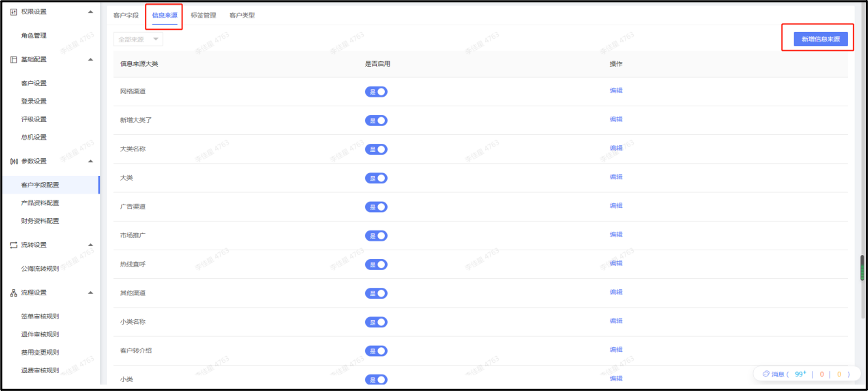 权限设置
角色管理
基础配置
客户设置
登录设置
评级设置
总机设置
参数设置
客户字段配置
产品资料配置
财务资料配置
流转设置
公海流转规则
流程设置
签单审核规则
退件审核规则
费用变更规则
退费审核规则
客户字段 信息来源 标签管理 客户类型
全部来源
新增信息来源
信息来源大类 是否启用 操作
网络渠道 是 编辑
新增大类了 是 编辑
大类名称 是 编辑
大类 是 编辑
广告渠道 是 编辑
市场推广 是 编辑
热线直呼 是 编辑
其他渠道 是 编辑
小类名称 是 编辑
客户转介绍 是 编辑
小类 是 编辑
消息 ( 99+ | 0 | 0 )